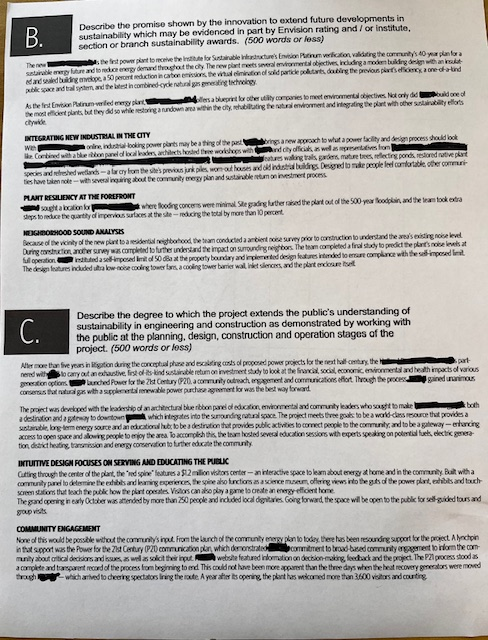 B.
Describe the promise shown by the innovation to extend future developments in
sustainability which may be evidenced in part by Envision rating and / or institute,
section or branch sustainability awards. (500 words or less)
The new is the first power plant to receive the Institute for Sustainable Infrastructure's Envision Platinum verification, validating the community's 40-year plan for a
sustainable energy future and to reduce energy demand throughout the city. The new plant meets several environmental objectives, including a modern building design with an insulat-
ed and sealed building envelope, a 50 percent reduction in carbon emissions, the virtual elimination of solid particle pollutants, doubling the previous plant's efficiency, a one-of-a-kind
public space and trail system, and the latest in combined-cycle natural gas generating technology.
As the first Envision Platinum-verified energy plant, offers a blueprint for other utility companies to meet environmental objectives. Not only did build one of
the most efficient plants, but they did so while restoring a rundown area within the city, rehabilitating the natural environment and integrating the plant with other sustainability efforts
citywide.
INTEGRATING NEW INDUSTRIAL IN THE CITY
With online, industrial-looking power plants may be a thing of the past. brings a new approach to what a power facility and design process should look
like. Combined with a blue ribbon panel of local leaders, architects hosted three workshops with and city officials, as well as representatives from
features walking trails, gardens, mature trees, reflecting ponds, restored native plant
species and refreshed wetlands — a far cry from the site's previous junk piles, worn-out houses and old industrial buildings. Designed to make people feel comfortable, other communi-
ties have taken note — with several inquiring about the community energy plan and sustainable return on investment process.
PLANT RESILIENCY AT THE FOREFRONT
sought a location for where flooding concerns were minimal. Site grading further raised the plant out of the 500-year floodplain, and the team took extra
steps to reduce the quantity of impervious surfaces at the site — reducing the total by more than 10 percent.
NEIGHBORHOOD SOUND ANALYSIS
Because of the vicinity of the new plant to a residential neighborhood, the team conducted a ambient noise survey prior to construction to understand the area's existing noise level.
During construction, another survey was completed to further understand the impact on surrounding neighbors. The team completed a final study to predict the plant's noise levels at
full operation. instituted a self-imposed limit of 50 dBa at the property boundary and implemented design features intended to ensure compliance with the self-imposed limit.
The design features included ultra low-noise cooling tower fans, a cooling tower barrier wall, inlet silencers, and the plant enclosure itself.
C.
Describe the degree to which the project extends the public's understanding of
sustainability in engineering and construction as demonstrated by working with
the public at the planning, design, construction and operation stages of the
project. (500 words or less)
After more than five years in litigation during the conceptual phase and escalating costs of proposed power projects for the next half-century, the part-
nered with to carry out an exhaustive, first-of-its-kind sustainable return on investment study to look at the financial, social, economic, environmental and health impacts of various
generation options. launched Power for the 21st Century (P21), a community outreach, engagement and communications effort. Through the process, gained unanimous
consensus that natural gas with a supplemental renewable power purchase agreement was the best way forward.
The project was developed with the leadership of an architectural blue ribbon panel of education, environmental and community leaders who sought to make both
a destination and a gateway to downtown which integrates into the surrounding natural space. The project meets three goals: to be a world-class resource that provides a
sustainable, long-term energy source and an educational hub; to be a destination that provides public activities to connect people to the community; and to be a gateway — enhancing
access to open space and allowing people to enjoy the area. To accomplish this, the team hosted several education sessions with experts speaking on potential fuels, electric genera-
tion, district heating, transmission and energy conservation to further educate the community.
INTUITIVE DESIGN FOCUSES ON SERVING AND EDUCATING THE PUBLIC
Cutting through the center of the plant, the "red spine" features a $1.2 million visitors center — an interactive space to learn about energy at home and in the community. Built with a
community panel to determine the exhibits and learning experiences, the spine also functions as a science museum, offering views into the guts of the power plant, exhibits and touch-
screen stations that teach the public how the plant operates. Visitors can also play a game to create an energy-efficient home.
The grand opening in early October was attended by more than 250 people and included local dignitaries. Going forward, the space will be open to the public for self-guided tours and
group visits.
COMMUNITY ENGAGEMENT
None of this would be possible without the community's input. From the launch of the community energy plan to today, there has been resounding support for the project. A lynchpin
in that support was the Power for the 21st Century (P21) communication plan, which demonstrated commitment to broad-based community engagement to inform the com-
munity about critical decisions and issues, as well as solicit their input. website featured information on decision-making, feedback and the project. The P21 process stood as
a complete and transparent record of the process from beginning to end. This could not have been more apparent than the three days when the heat recovery generators were moved
through — which arrived to cheering spectators lining the route. A year after its opening, the plant has welcomed more than 3,600 visitors and counting.